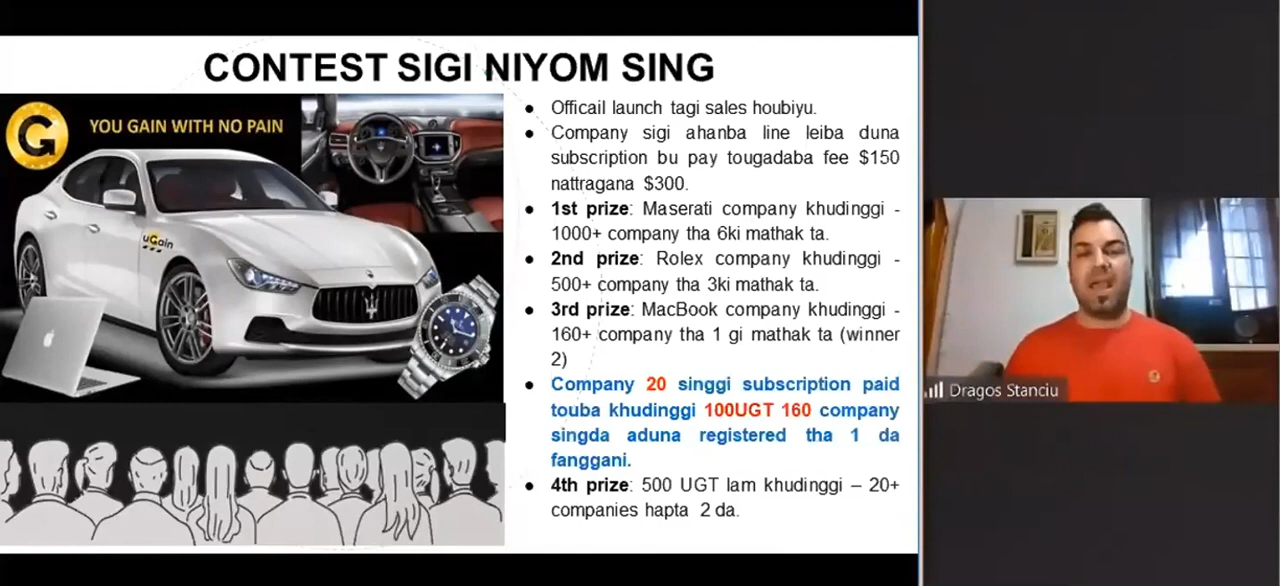 CONTEST SIGI NIYOM SING
G
YOU GAIN WITH NO PAIN
uGain
Officail launch tagi sales houbiyu.
Company sigi ahanba line leiba duna
subscription bu pay tougadaba fee $150
nattragana $300.
1st prize: Maserati company khudinggi -
1000+ company tha 6ki mathak ta.
2nd prize: Rolex company khudinggi -
500+ company tha 3ki mathak ta.
3rd prize: MacBook company khudinggi -
160+ company tha 1 gi mathak ta (winner
2)
Company 20 singgi subscription paid
touba khudinggi 100UGT 160 company
singda aduna registered tha 1 da
fanggani.
4th prize: 500 UGT lam khudinggi – 20+
companies hapta 2 da.
Dragos Stanciu